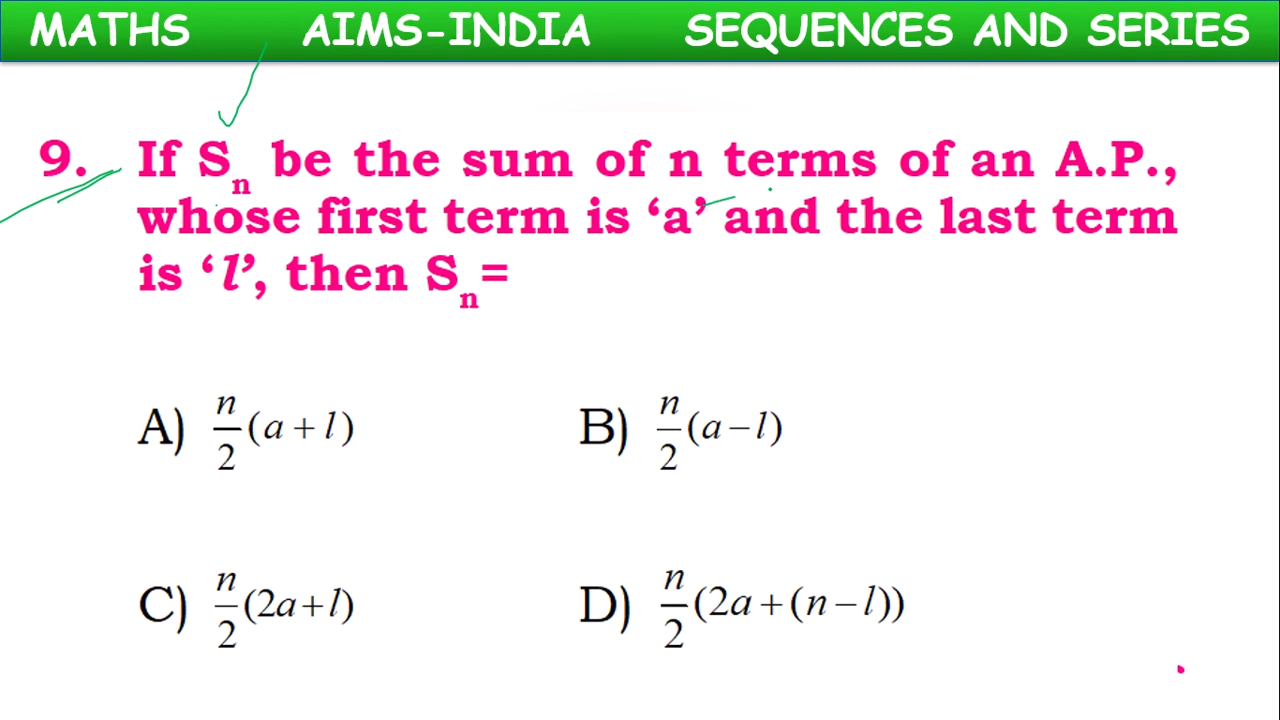 MATHS AIMS-INDIA SEQUENCES AND SERIES
9. If Sₙ be the sum of n terms of an A.P.,
whose first term is ‘a’ and the last term
is ‘l’, then Sₙ=
A) n/2 (a + l) B) n/2 (a − l)
C) n/2 (2a + l) D) n/2 (2a + (n − l))